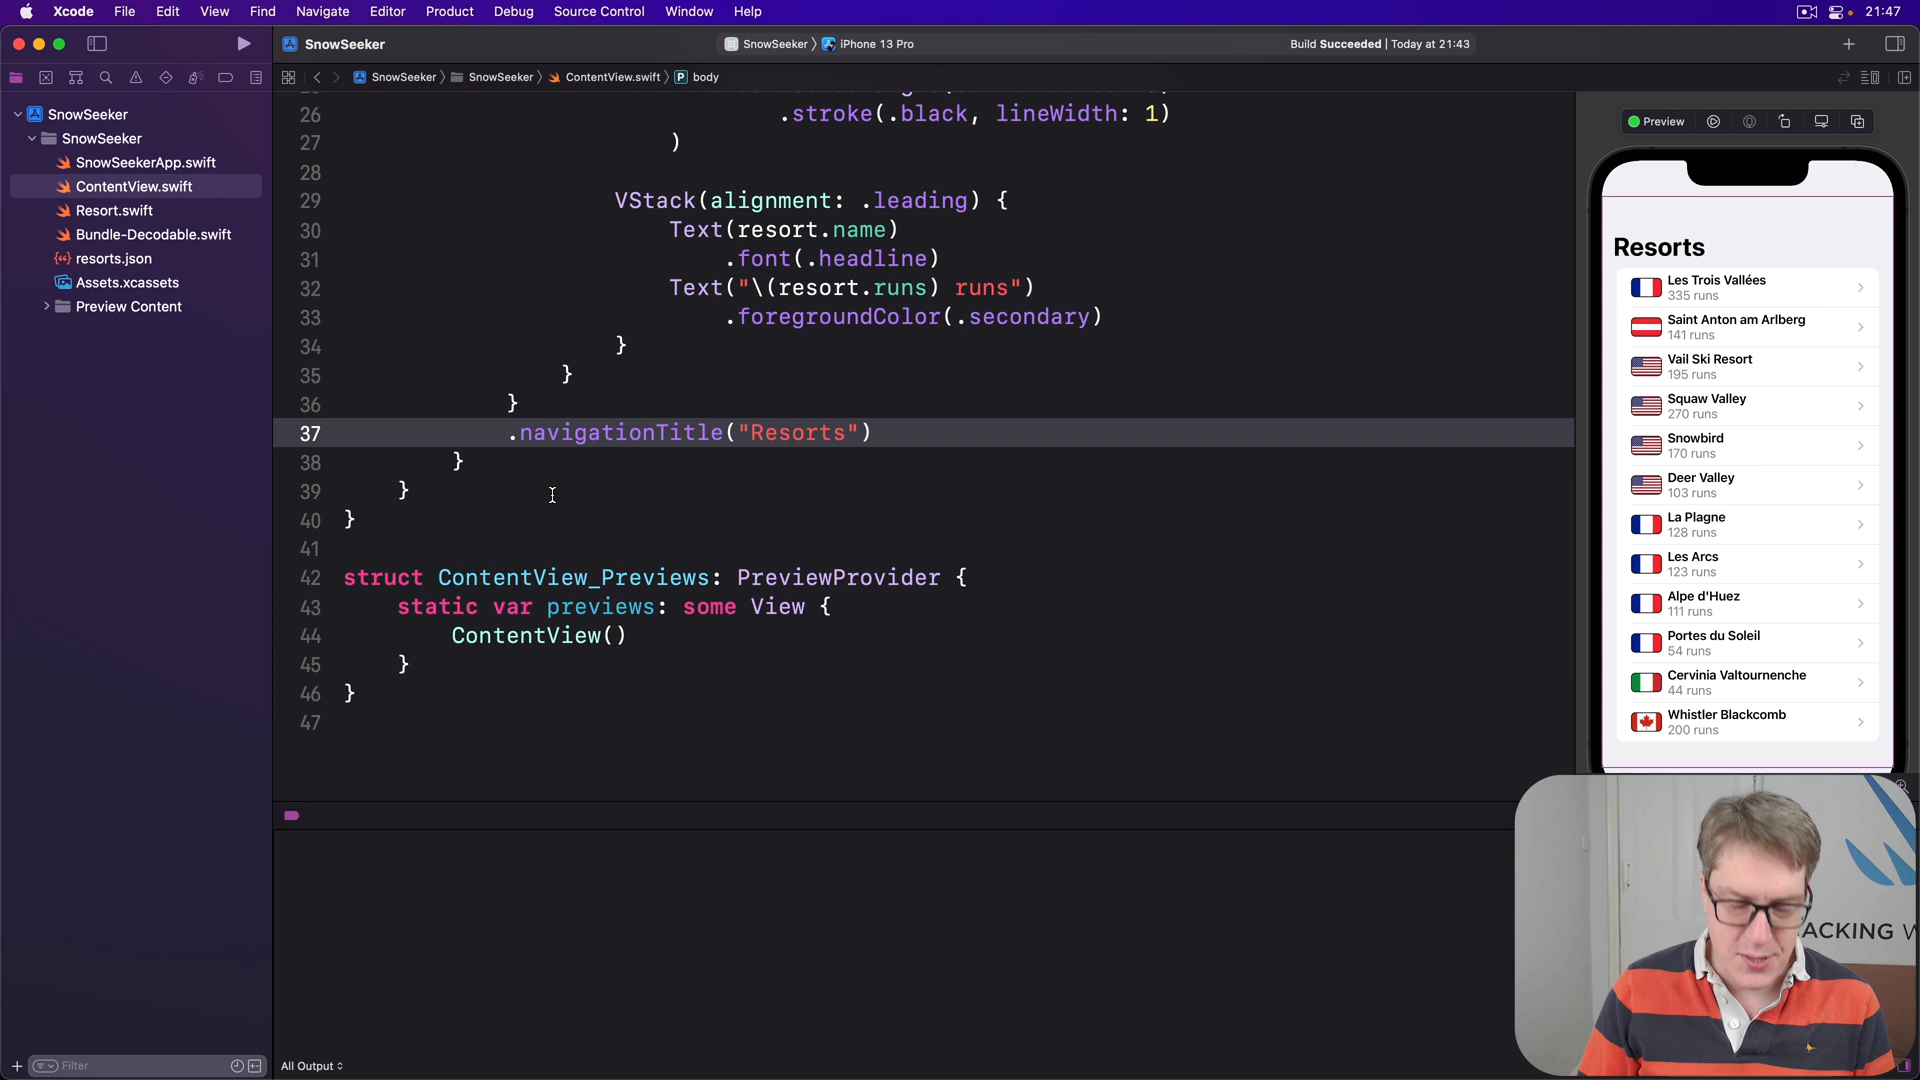 Xcode File Edit View Find Navigate Editor Product Debug Source Control Window Help 21:47
SnowSeeker
SnowSeeker 〉 iPhone 13 Pro
Build Succeeded | Today at 21:43
SnowSeeker 〉 SnowSeeker 〉 ContentView.swift 〉 P body
SnowSeeker
SnowSeeker
SnowSeekerApp.swift
ContentView.swift
Resort.swift
Bundle-Decodable.swift
resorts.json
Assets.xcassets
Preview Content
Filter
26 .stroke(.black, lineWidth: 1)
27 )
28
29 VStack(alignment: .leading) {
30 Text(resort.name)
31 .font(.headline)
32 Text("\(resort.runs) runs")
33 .foregroundColor(.secondary)
34 }
35 }
36 }
37 .navigationTitle("Resorts")
38 }
39 }
40 }
41
42 struct ContentView_Previews: PreviewProvider {
43 static var previews: some View {
44 ContentView()
45 }
46 }
47
All Output
Preview
Resorts
Les Trois Vallées
335 runs
Saint Anton am Arlberg
141 runs
Vail Ski Resort
195 runs
Squaw Valley
270 runs
Snowbird
170 runs
Deer Valley
103 runs
La Plagne
128 runs
Les Arcs
123 runs
Alpe d'Huez
111 runs
Portes du Soleil
54 runs
Cervinia Valtournenche
44 runs
Whistler Blackcomb
200 runs
ACKING W